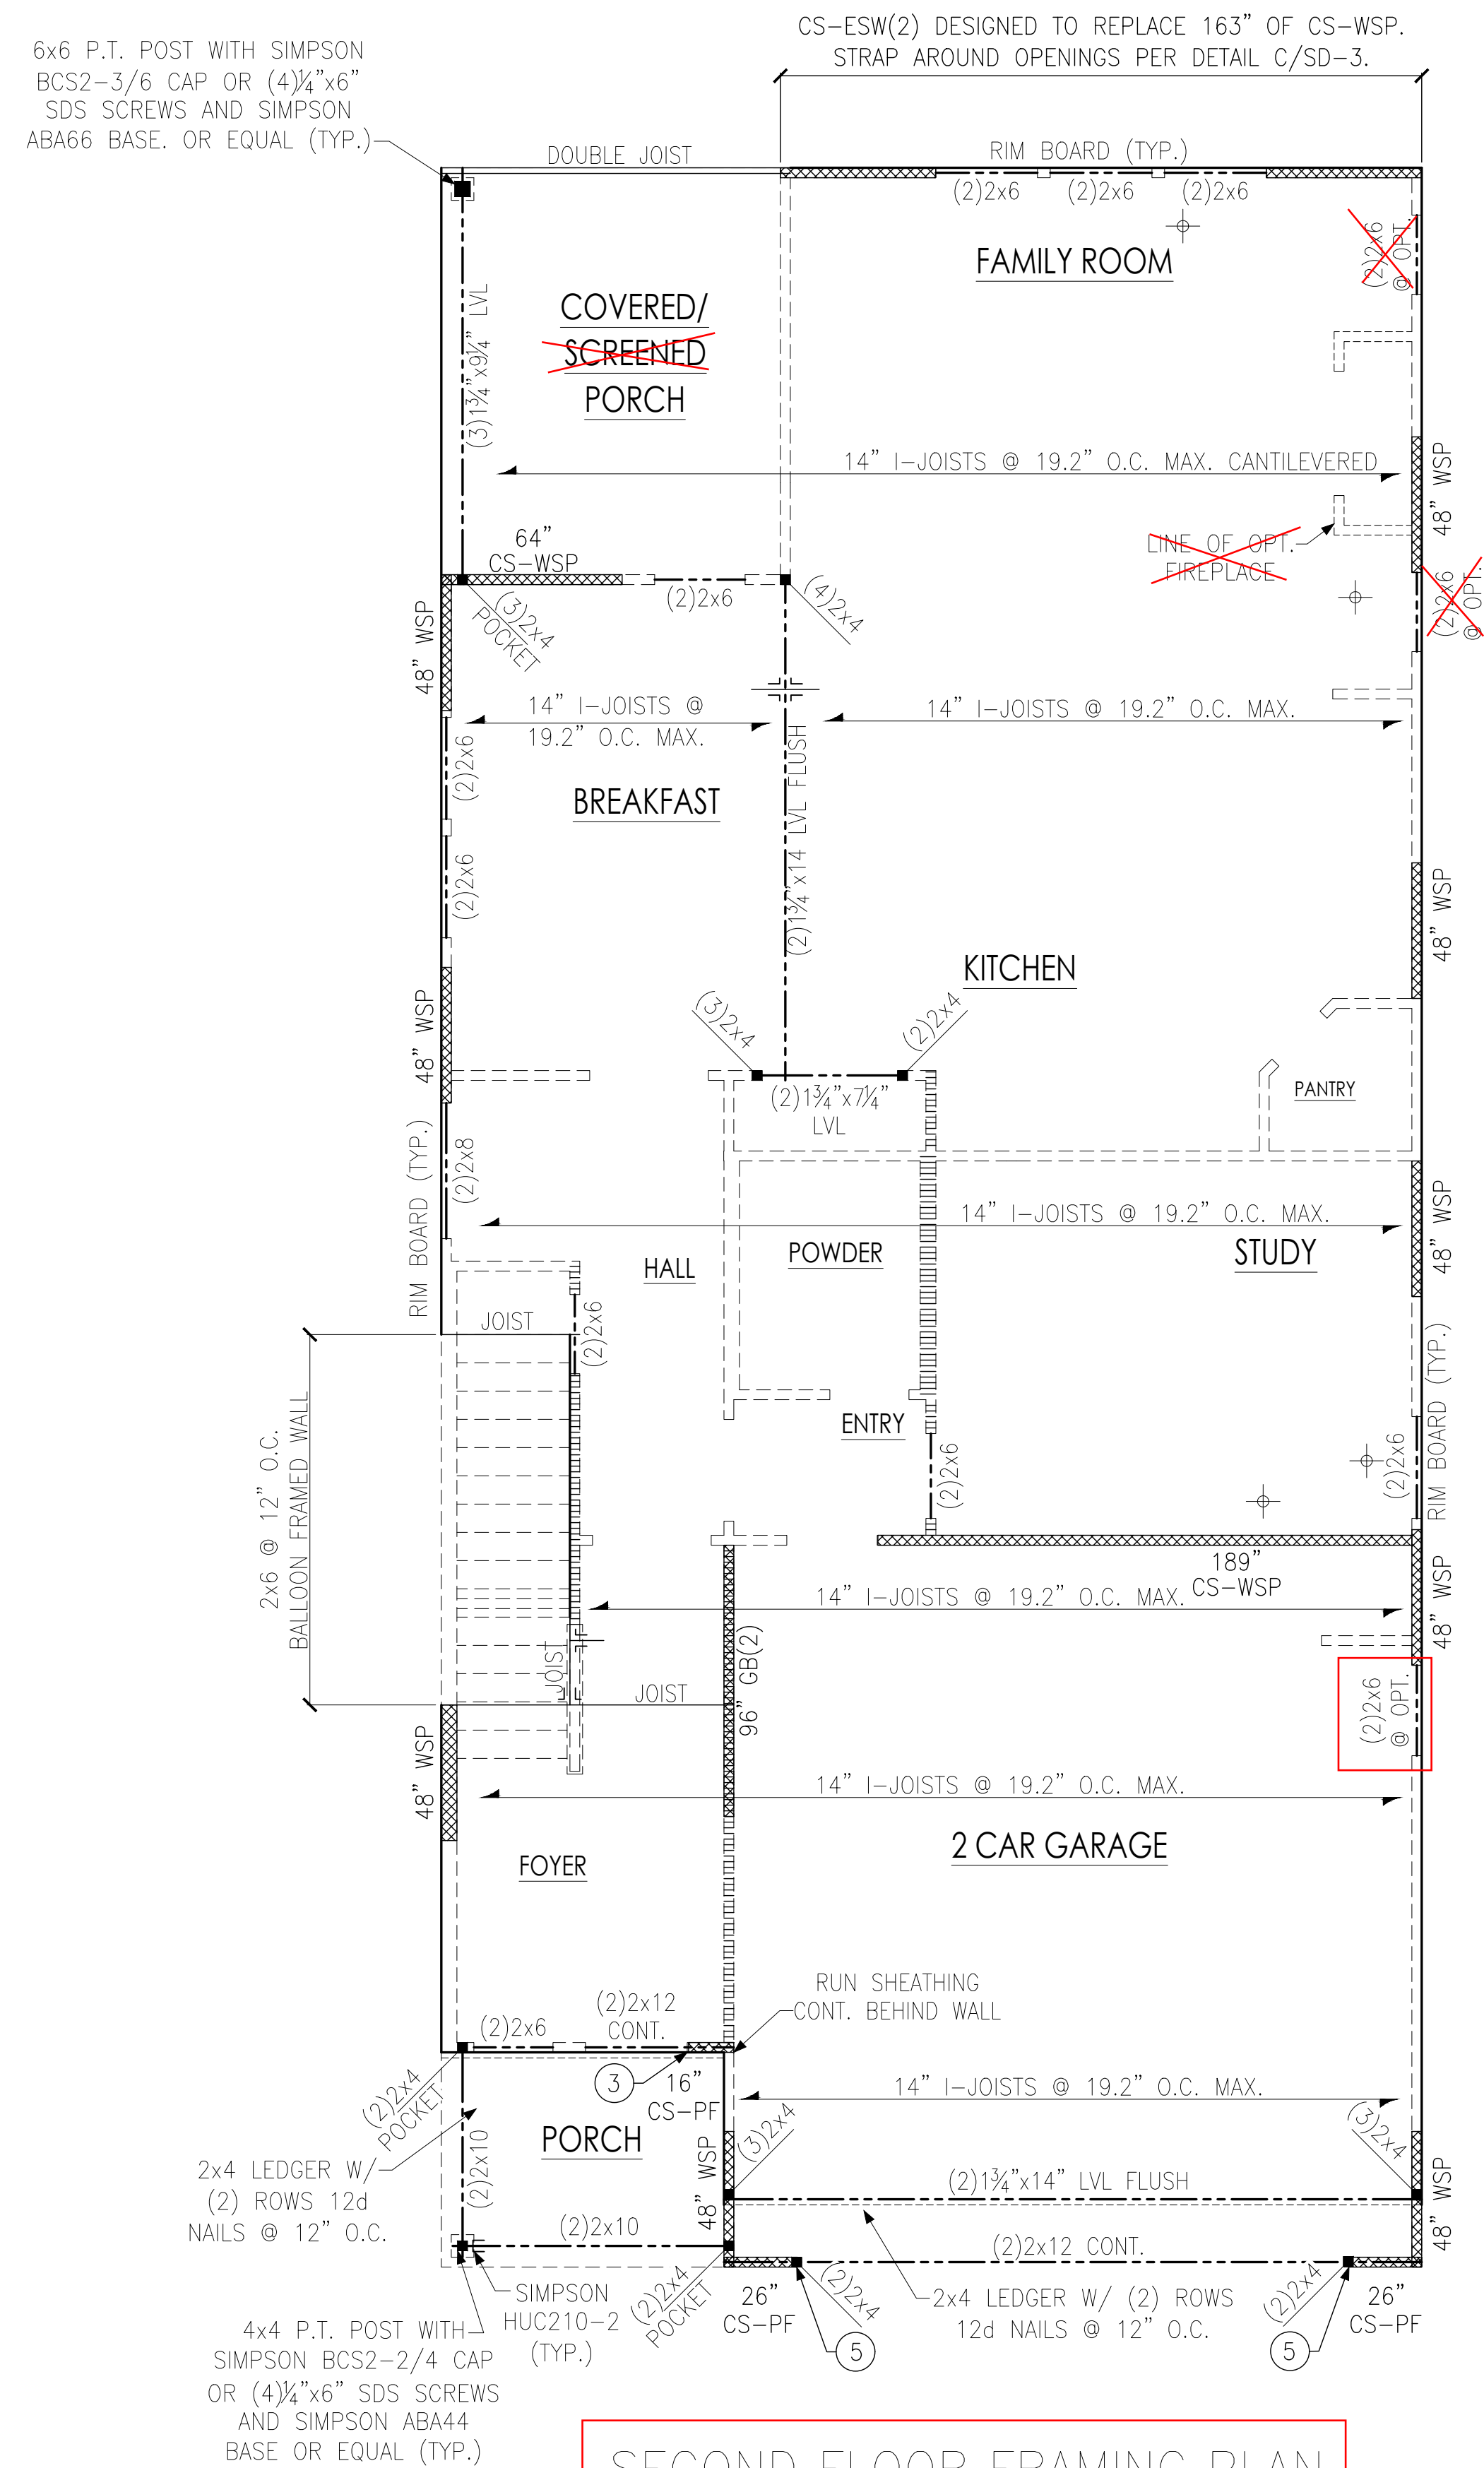 CS-ESW(2) DESIGNED TO REPLACE 163" OF CS-WSP.
STRAP AROUND OPENINGS PER DETAIL C/SD-3.
6x6 P.T. POST WITH SIMPSON
BCS2-3/6 CAP OR (4)¼"x6"
SDS SCREWS AND SIMPSON
ABA66 BASE. OR EQUAL (TYP.)
DOUBLE JOIST
RIM BOARD (TYP.)
(2)2x6
(2)2x6
(2)2x6
(2)2x6
@ OPT.
FAMILY ROOM
COVERED/
SCREENED
PORCH
(3)1¾"x9¼" LVL
14" I-JOISTS @ 19.2" O.C. MAX. CANTILEVERED
48" WSP
LINE OF OPT.
FIREPLACE
64"
CS-WSP
(2)2x6
(3)2x4
POCKET
(4)2x4
(2)2x6
@ OPT.
48" WSP
14" I-JOISTS @
19.2" O.C. MAX.
14" I-JOISTS @ 19.2" O.C. MAX.
(2)2x6
BREAKFAST
(2)1¾"x14 LVL FLUSH
(2)2x6
48" WSP
KITCHEN
48" WSP
(3)2x4
(2)2x4
(2)1¾"x7¼"
LVL
PANTRY
RIM BOARD (TYP.)
(2)2x8
14" I-JOISTS @ 19.2" O.C. MAX.
48" WSP
HALL
POWDER
STUDY
JOIST
(2)2x6
2x6 @ 12" O.C.
BALLOON FRAMED WALL
ENTRY
(2)2x6
(2)2x6
RIM BOARD (TYP.)
189"
CS-WSP
14" I-JOISTS @ 19.2" O.C. MAX.
48" WSP
96" GB(2)
JOIST
JOIST
(2)2x6
@ OPT.
48" WSP
14" I-JOISTS @ 19.2" O.C. MAX.
2 CAR GARAGE
FOYER
RUN SHEATHING
CONT. BEHIND WALL
(2)2x6
(2)2x12
CONT.
3
16"
CS-PF
14" I-JOISTS @ 19.2" O.C. MAX.
(2)2x4
POCKET
PORCH
48" WSP
(3)2x4
(3)2x4
48" WSP
2x4 LEDGER W/
(2) ROWS 12d
NAILS @ 12" O.C.
(2)2x10
(2)1¾"x14" LVL FLUSH
(2)2x10
(2)2x12 CONT.
SIMPSON
HUC210-2
(TYP.)
(2)2x4
POCKET
26"
CS-PF
(2)2x4
5
2x4 LEDGER W/ (2) ROWS
12d NAILS @ 12" O.C.
(2)2x4
5
26"
CS-PF
4x4 P.T. POST WITH
SIMPSON BCS2-2/4 CAP
OR (4)¼"x6" SDS SCREWS
AND SIMPSON ABA44
BASE OR EQUAL (TYP.)
SECOND FLOOR FRAMING PLAN